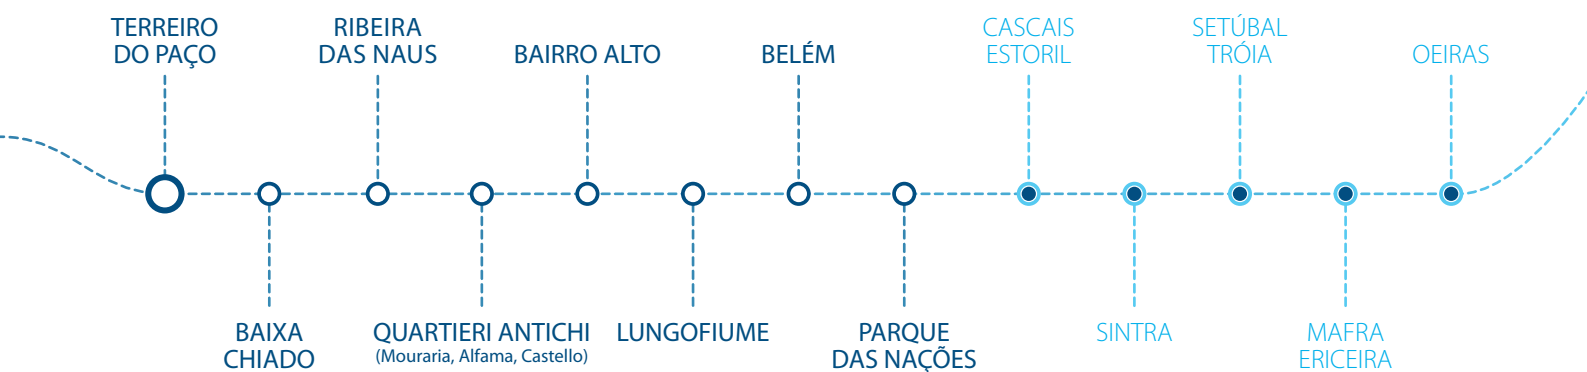 TERREIRO
DO PAÇO
RIBEIRA
DAS NAUS
BAIRRO ALTO
BELÉM
CASCAIS
ESTORIL
SETÚBAL
TRÓIA
OEIRAS
BAIXA
CHIADO
QUARTIERI ANTICHI
(Mouraria, Alfama, Castello)
LUNGOFIUME
PARQUE
DAS NAÇÕES
SINTRA
MAFRA
ERICEIRA